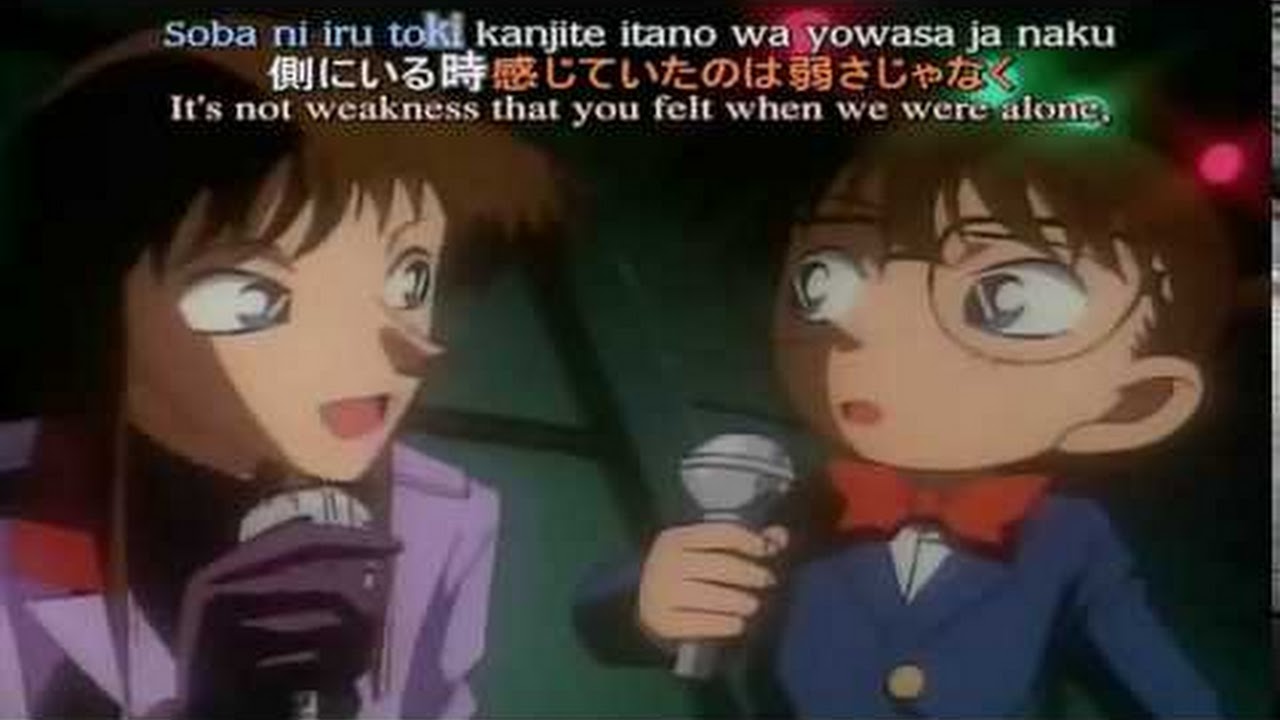 Soba ni iru toki kanjite itano wa yowasa ja naku
側にいる時感じていたのは弱さじゃなく
It's not weakness that you felt when we were alone,